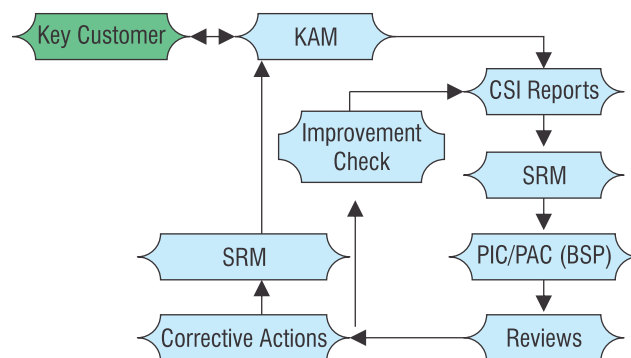 Key Customer
KAM
CSI Reports
Improvement
Check
SRM
SRM
PIC/PAC (BSP)
Corrective Actions
Reviews